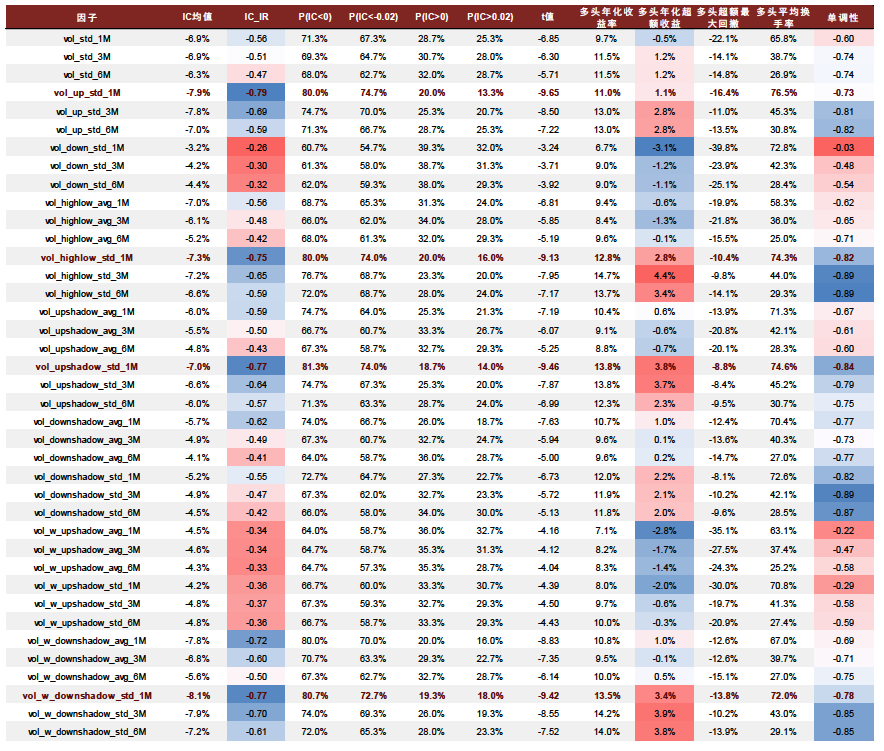 因子 IC均值 IC_IR P(IC<0) P(IC<-0.02) P(IC>0) P(IC>0.02) t值 多头年化收益率 多头年化超额收益 多头超额最大回撤 多头平均换手率 单调性
vol_std_1M -6.9% -0.56 71.3% 67.3% 28.7% 25.3% -6.85 9.7% -0.5% -22.1% 65.8% -0.60
vol_std_3M -6.9% -0.51 69.3% 64.7% 30.7% 28.0% -6.30 11.5% 1.2% -14.1% 38.7% -0.74
vol_std_6M -6.3% -0.47 68.0% 62.7% 32.0% 28.7% -5.71 11.5% 1.2% -14.8% 26.9% -0.74
vol_up_std_1M -7.9% -0.79 80.0% 74.7% 20.0% 13.3% -9.65 11.0% 1.1% -16.4% 76.5% -0.73
vol_up_std_3M -7.8% -0.69 74.7% 70.0% 25.3% 20.7% -8.50 13.0% 2.8% -11.0% 45.3% -0.81
vol_up_std_6M -7.0% -0.59 71.3% 66.7% 28.7% 25.3% -7.22 13.0% 2.8% -13.5% 30.8% -0.82
vol_down_std_1M -3.2% -0.26 60.7% 54.7% 39.3% 32.0% -3.24 6.7% -3.1% -39.8% 72.8% -0.03
vol_down_std_3M -4.2% -0.30 61.3% 58.0% 38.7% 31.3% -3.71 9.0% -1.2% -23.9% 42.3% -0.48
vol_down_std_6M -4.4% -0.32 62.0% 59.3% 38.0% 29.3% -3.92 9.0% -1.1% -25.1% 28.4% -0.54
vol_highlow_avg_1M -7.0% -0.56 68.7% 65.3% 31.3% 24.0% -6.81 9.4% -0.6% -19.9% 58.3% -0.62
vol_highlow_avg_3M -6.1% -0.48 66.0% 62.0% 34.0% 28.0% -5.85 8.4% -1.3% -21.8% 36.0% -0.65
vol_highlow_avg_6M -5.2% -0.42 68.0% 61.3% 32.0% 29.3% -5.19 9.6% -0.1% -15.5% 25.0% -0.71
vol_highlow_std_1M -7.3% -0.75 80.0% 74.0% 20.0% 16.0% -9.13 12.8% 2.8% -10.4% 74.3% -0.82
vol_highlow_std_3M -7.2% -0.65 76.7% 68.7% 23.3% 20.0% -7.95 14.7% 4.4% -9.8% 44.0% -0.89
vol_highlow_std_6M -6.6% -0.59 72.0% 68.7% 28.0% 24.0% -7.17 13.7% 3.4% -14.1% 29.3% -0.89
vol_upshadow_avg_1M -6.0% -0.59 74.7% 64.0% 25.3% 21.3% -7.19 10.4% 0.6% -13.9% 71.3% -0.67
vol_upshadow_avg_3M -5.5% -0.50 66.7% 60.7% 33.3% 26.7% -6.07 9.1% -0.6% -20.8% 42.1% -0.61
vol_upshadow_avg_6M -4.8% -0.43 67.3% 58.7% 32.7% 29.3% -5.25 8.8% -0.7% -20.1% 28.3% -0.60
vol_upshadow_std_1M -7.0% -0.77 81.3% 74.0% 18.7% 14.0% -9.46 13.8% 3.8% -8.8% 74.6% -0.84
vol_upshadow_std_3M -6.6% -0.64 74.7% 67.3% 25.3% 20.0% -7.87 13.8% 3.7% -8.4% 45.2% -0.79
vol_upshadow_std_6M -6.0% -0.57 71.3% 63.3% 28.7% 24.0% -6.99 12.3% 2.3% -9.5% 30.7% -0.75
vol_downshadow_avg_1M -5.7% -0.62 74.0% 66.7% 26.0% 18.7% -7.63 10.7% 1.0% -12.4% 70.4% -0.77
vol_downshadow_avg_3M -4.9% -0.49 67.3% 60.7% 32.7% 24.7% -5.94 9.6% 0.1% -13.6% 40.3% -0.73
vol_downshadow_avg_6M -4.1% -0.41 64.0% 58.7% 36.0% 28.7% -5.00 9.6% 0.2% -14.7% 27.0% -0.77
vol_downshadow_std_1M -5.2% -0.55 72.7% 64.7% 27.3% 22.7% -6.73 12.0% 2.2% -8.1% 72.6% -0.82
vol_downshadow_std_3M -4.9% -0.47 67.3% 62.0% 32.7% 23.3% -5.72 11.9% 2.1% -10.2% 42.1% -0.89
vol_downshadow_std_6M -4.5% -0.42 66.0% 58.0% 34.0% 30.0% -5.13 11.8% 2.0% -9.6% 28.5% -0.87
vol_w_upshadow_avg_1M -4.5% -0.34 64.0% 58.7% 36.0% 32.7% -4.16 7.1% -2.8% -35.1% 63.1% -0.22
vol_w_upshadow_avg_3M -4.6% -0.34 64.7% 58.7% 35.3% 31.3% -4.12 8.2% -1.7% -27.5% 37.4% -0.47
vol_w_upshadow_avg_6M -4.3% -0.33 64.7% 57.3% 35.3% 28.7% -4.04 8.3% -1.4% -24.3% 25.2% -0.58
vol_w_upshadow_std_1M -4.2% -0.36 66.7% 60.0% 33.3% 30.7% -4.39 8.0% -2.0% -30.0% 70.8% -0.29
vol_w_upshadow_std_3M -4.8% -0.37 67.3% 59.3% 32.7% 29.3% -4.50 9.7% -0.6% -19.7% 41.3% -0.58
vol_w_upshadow_std_6M -4.8% -0.36 66.7% 58.7% 33.3% 29.3% -4.43 10.0% -0.3% -20.9% 27.4% -0.59
vol_w_downshadow_avg_1M -7.8% -0.72 80.0% 70.0% 20.0% 16.0% -8.83 10.8% 1.0% -12.6% 67.0% -0.69
vol_w_downshadow_avg_3M -6.8% -0.60 70.7% 63.3% 29.3% 22.7% -7.35 9.5% -0.1% -12.6% 39.7% -0.71
vol_w_downshadow_avg_6M -5.6% -0.50 67.3% 62.7% 32.7% 28.7% -6.14 10.0% 0.5% -15.1% 27.0% -0.75
vol_w_downshadow_std_1M -8.1% -0.77 80.7% 72.7% 19.3% 18.0% -9.42 13.5% 3.4% -13.8% 72.0% -0.78
vol_w_downshadow_std_3M -7.9% -0.70 74.0% 69.3% 26.0% 19.3% -8.55 14.2% 3.9% -10.2% 43.0% -0.85
vol_w_downshadow_std_6M -7.2% -0.61 72.0% 65.3% 28.0% 23.3% -7.52 14.0% 3.8% -13.9% 29.1% -0.85